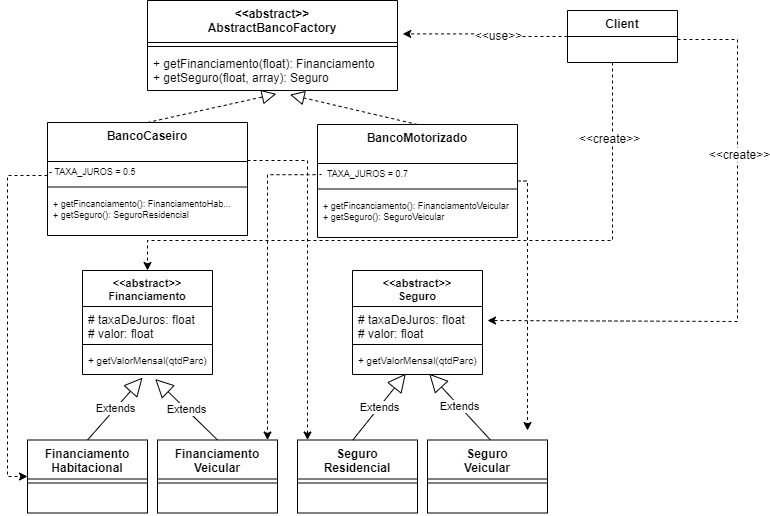 <<abstract>>
AbstractBancoFactory
+ getFinanciamento(float): Financiamento
+ getSeguro(float, array): Seguro
<<use>>
Client
<<create>>
<<create>>
BancoCaseiro
- TAXA_JUROS = 0.5
+ getFincanciamento(): FinanciamentoHab...
+ getSeguro(): SeguroResidencial
BancoMotorizado
- TAXA_JUROS = 0.7
+ getFincanciamento(): FinanciamentoVeicular
+ getSeguro(): SeguroVeicular
<<abstract>>
Financiamento
# taxaDeJuros: float
# valor: float
+ getValorMensal(qtdParc)
<<abstract>>
Seguro
# taxaDeJuros: float
# valor: float
+ getValorMensal(qtdParc)
Extends
Extends
Extends
Extends
Financiamento
Habitacional
Financiamento
Veicular
Seguro
Residencial
Seguro
Veicular